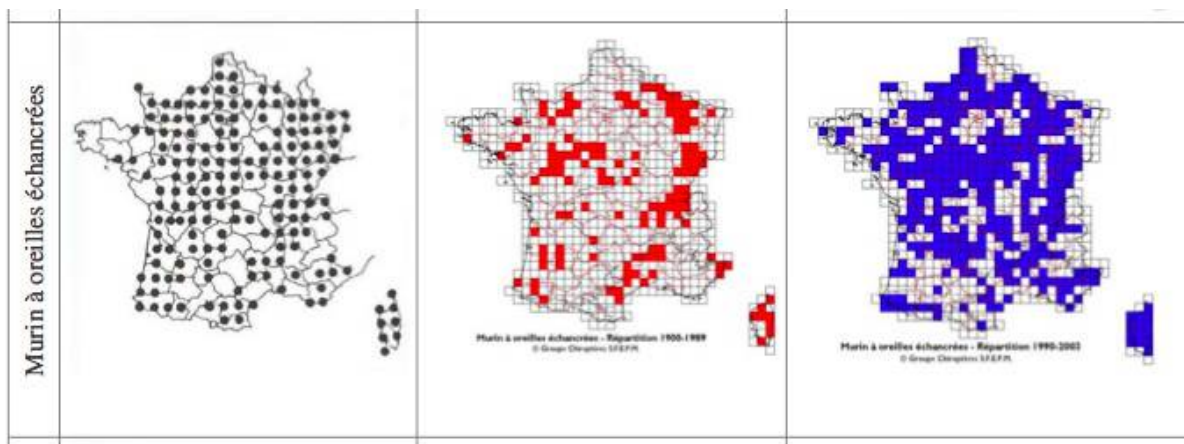 Murin à oreilles échancrées
Murin à oreilles échancrées - Répartition 1900-1989
© Groupe Chiroptères S.F.E.P.M.
Murin à oreilles échancrées - Répartition 1990-2003
© Groupe Chiroptères S.F.E.P.M.